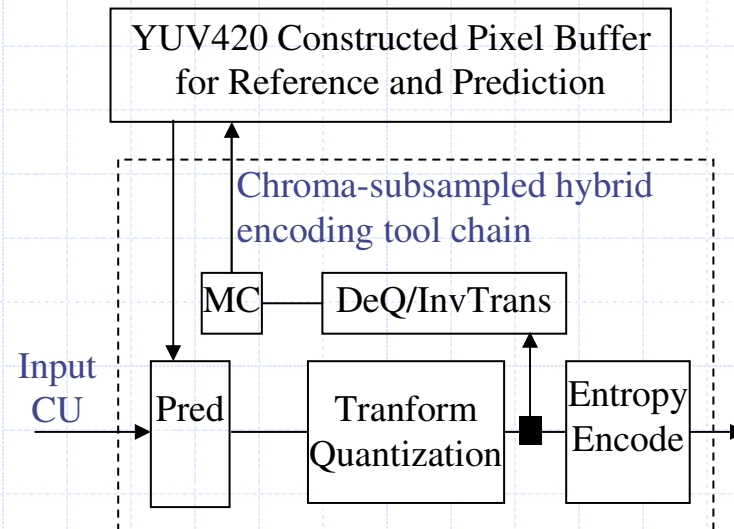 YUV420 Constructed Pixel Buffer
for Reference and Prediction
Chroma-subsampled hybrid
encoding tool chain
MC
DeQ/InvTrans
Input
CU
Pred
Tranform
Quantization
Entropy
Encode